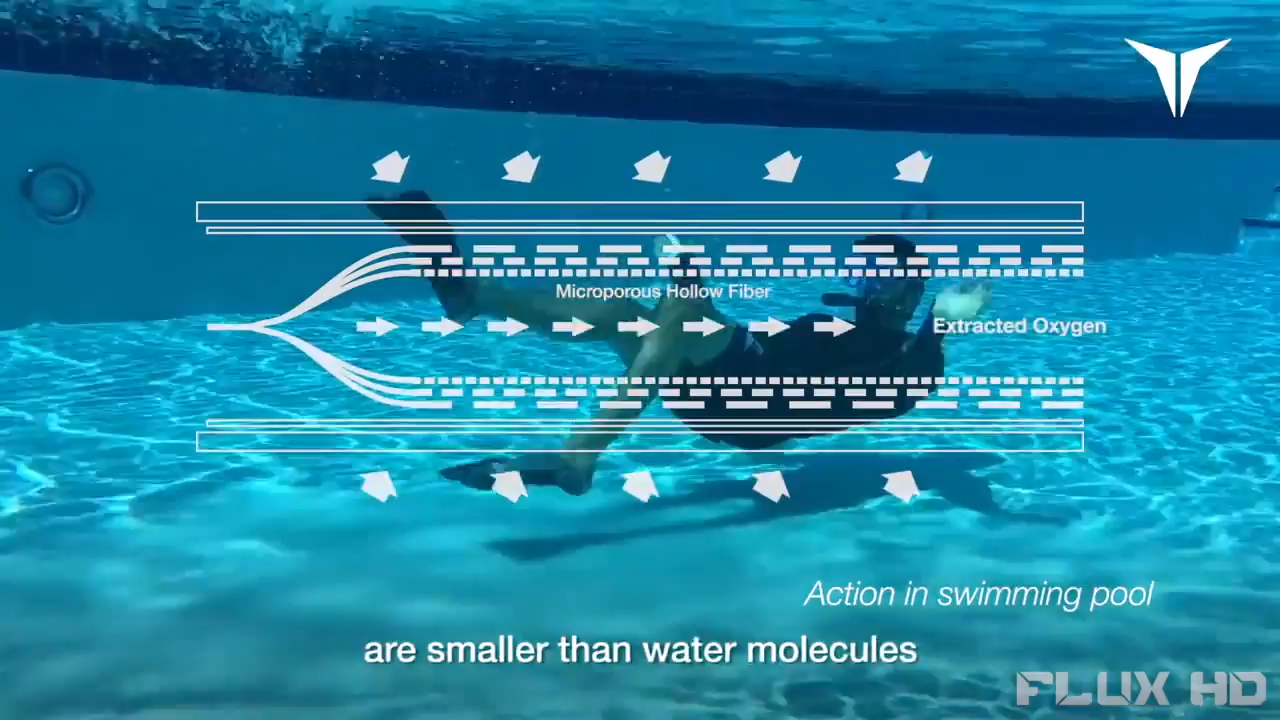 Microporous Hollow Fiber
Extracted Oxygen
Action in swimming pool
are smaller than water molecules
FLUX HD